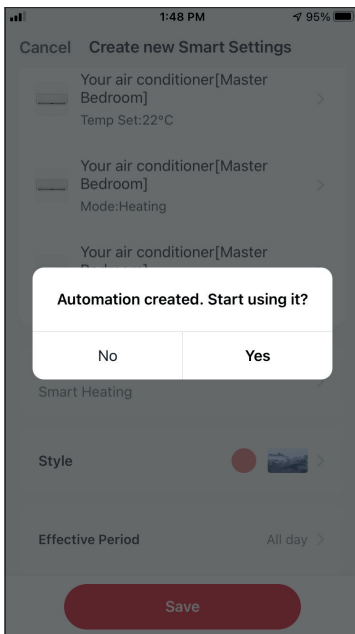 1:48 PM
95%
Cancel
Create new Smart Settings
Your air conditioner[Master
Bedroom]
Temp Set:22°C
Your air conditioner[Master
Bedroom]
Mode:Heating
Your air conditioner[Master
Automation created. Start using it?
No
Yes
Smart Heating
Style
Effective Period
All day
Save